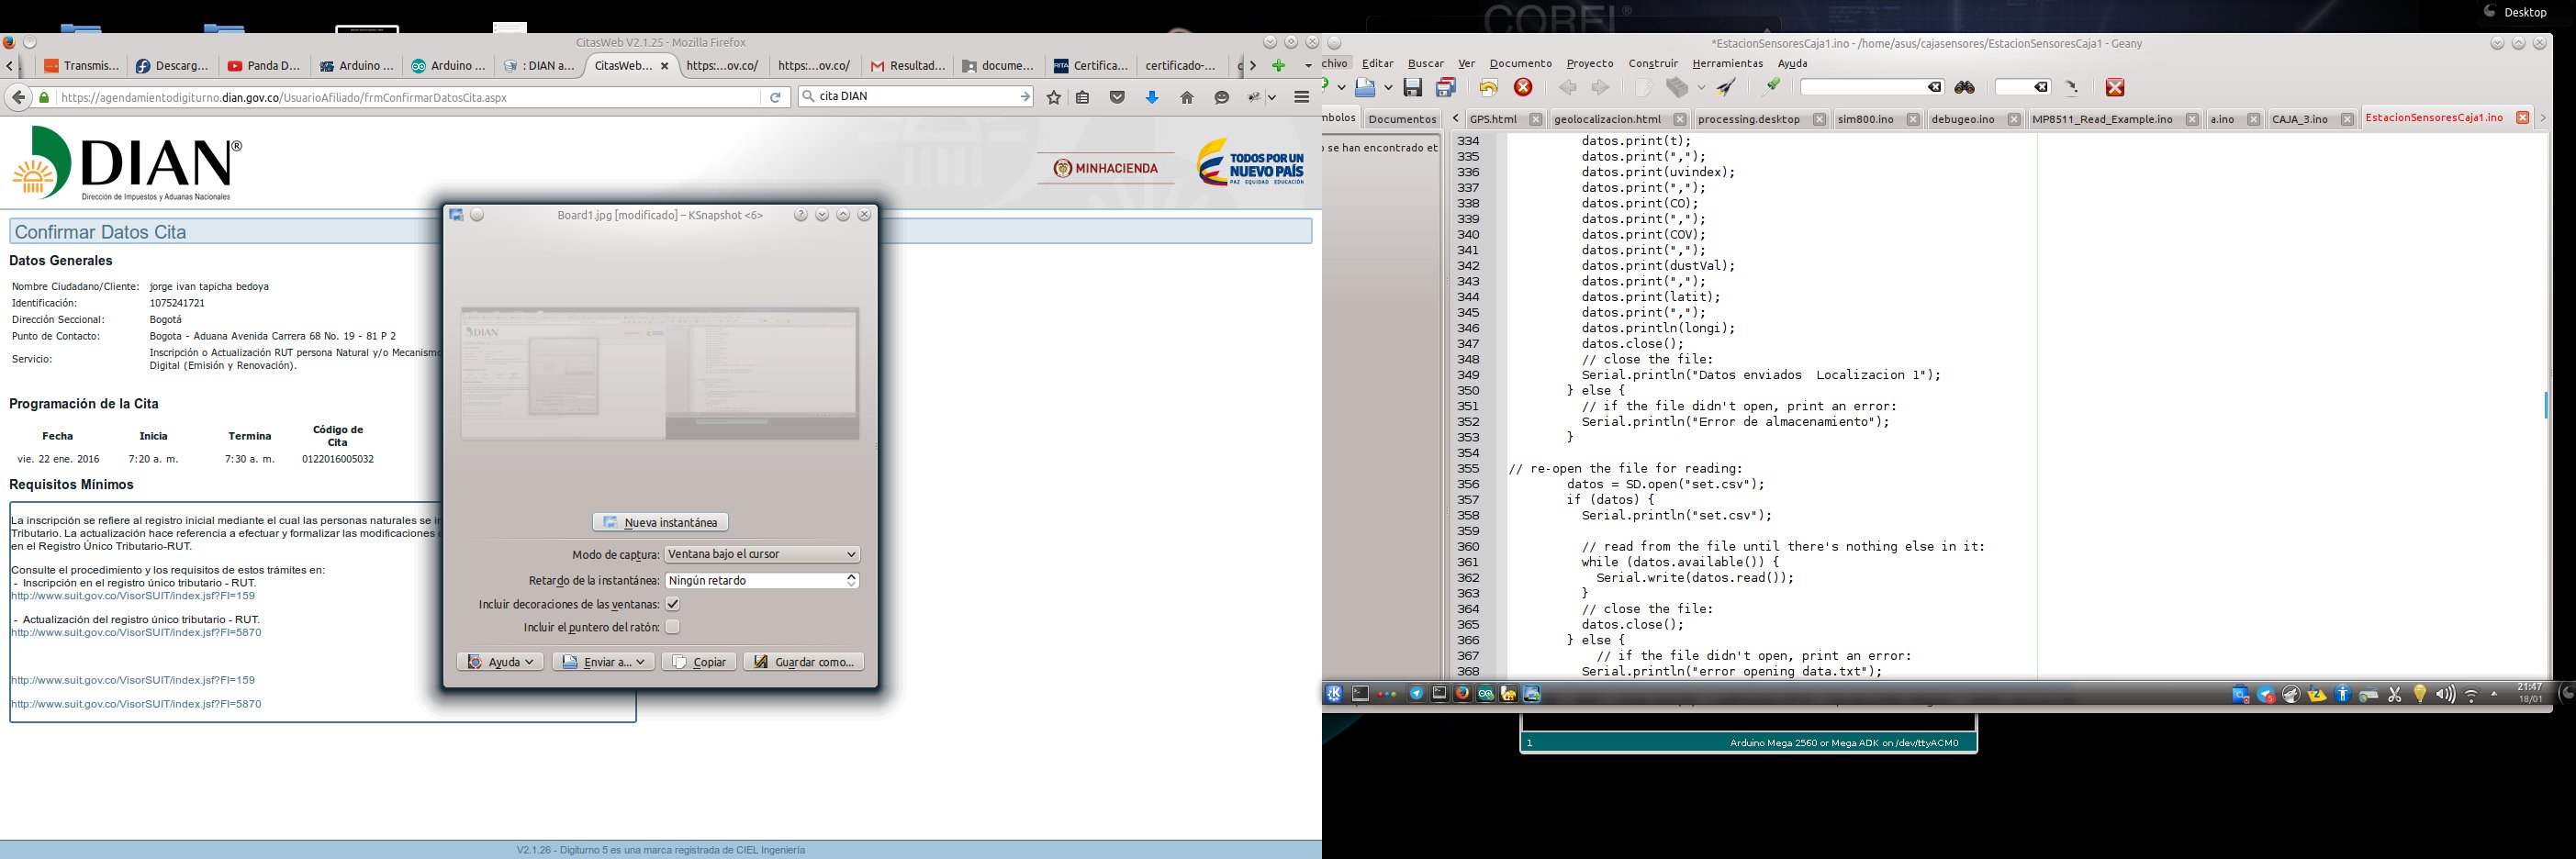 COREL®
Desktop
CitasWeb V2.1.25 - Mozilla Firefox
Transmis...
Descarg...
Panda D...
Arduino ...
Arduino ...
: DIAN a...
CitasWeb...
https:...ov.co/
https:...ov.co/
Resultad...
docume...
Certifica...
certificado-...
https://agendamientodigiturno.dian.gov.co/UsuarioAfiliado/frmConfirmarDatosCita.aspx
cita DIAN
DIAN®
Dirección de Impuestos y Aduanas Nacionales
MINHACIENDA
TODOS POR UN
NUEVO PAÍS
PAZ EQUIDAD EDUCACIÓN
Confirmar Datos Cita
Datos Generales
Nombre Ciudadano/Cliente: jorge ivan tapicha bedoya
Identificación: 1075241721
Dirección Seccional: Bogotá
Punto de Contacto: Bogota - Aduana Avenida Carrera 68 No. 19 - 81 P 2
Servicio: Inscripción o Actualización RUT persona Natural y/o Mecanismo
Digital (Emisión y Renovación).
Programación de la Cita
Fecha Inicia Termina Código de Cita
vie. 22 ene. 2016 7:20 a. m. 7:30 a. m. 0122016005032
Requisitos Mínimos
La inscripción se refiere al registro inicial mediante el cual las personas naturales se
Tributario. La actualización hace referencia a efectuar y formalizar las modificaciones
en el Registro Único Tributario-RUT.
Consulte el procedimiento y los requisitos de estos trámites en:
- Inscripción en el registro único tributario - RUT.
http://www.suit.gov.co/VisorSUIT/index.jsf?FI=159
- Actualización del registro único tributario - RUT.
http://www.suit.gov.co/VisorSUIT/index.jsf?FI=5870
http://www.suit.gov.co/VisorSUIT/index.jsf?FI=159
http://www.suit.gov.co/VisorSUIT/index.jsf?FI=5870
V2.1.26 - Digiturno 5 es una marca registrada de CIEL Ingeniería
Board1.jpg [modificado] – KSnapshot <6>
DIAN
Nueva instantánea
Modo de captura: Ventana bajo el cursor
Retardo de la instantánea: Ningún retardo
Incluir decoraciones de las ventanas:
Incluir el puntero del ratón:
Ayuda
Enviar a...
Copiar
Guardar como...
*EstacionSensoresCaja1.ino - /home/asus/cajasensores/EstacionSensoresCaja1 - Geany
chivo Editar Buscar Ver Documento Proyecto Construir Herramientas Ayuda
mbolos Documentos
GPS.html geolocalizacion.html processing.desktop sim800.ino debugeo.ino MP8511_Read_Example.ino a.ino CAJA_3.ino EstacionSensoresCaja1.ino
o se han encontrado et
334 datos.print(t);
335 datos.print(",");
336 datos.print(uvindex);
337 datos.print(",");
338 datos.print(CO);
339 datos.print(",");
340 datos.print(COV);
341 datos.print(",");
342 datos.print(dustVal);
343 datos.print(",");
344 datos.print(latit);
345 datos.print(",");
346 datos.println(longi);
347 datos.close();
348 // close the file:
349 Serial.println("Datos enviados  Localizacion 1");
350 } else {
351 // if the file didn't open, print an error:
352 Serial.println("Error de almacenamiento");
353 }
354
355 // re-open the file for reading:
356 datos = SD.open("set.csv");
357 if (datos) {
358 Serial.println("set.csv");
359
360 // read from the file until there's nothing else in it:
361 while (datos.available()) {
362 Serial.write(datos.read());
363 }
364 // close the file:
365 datos.close();
366 } else {
367 // if the file didn't open, print an error:
368 Serial.println("error opening data.txt");
21:47
18/01
1
Arduino Mega 2560 or Mega ADK on /dev/ttyACM0